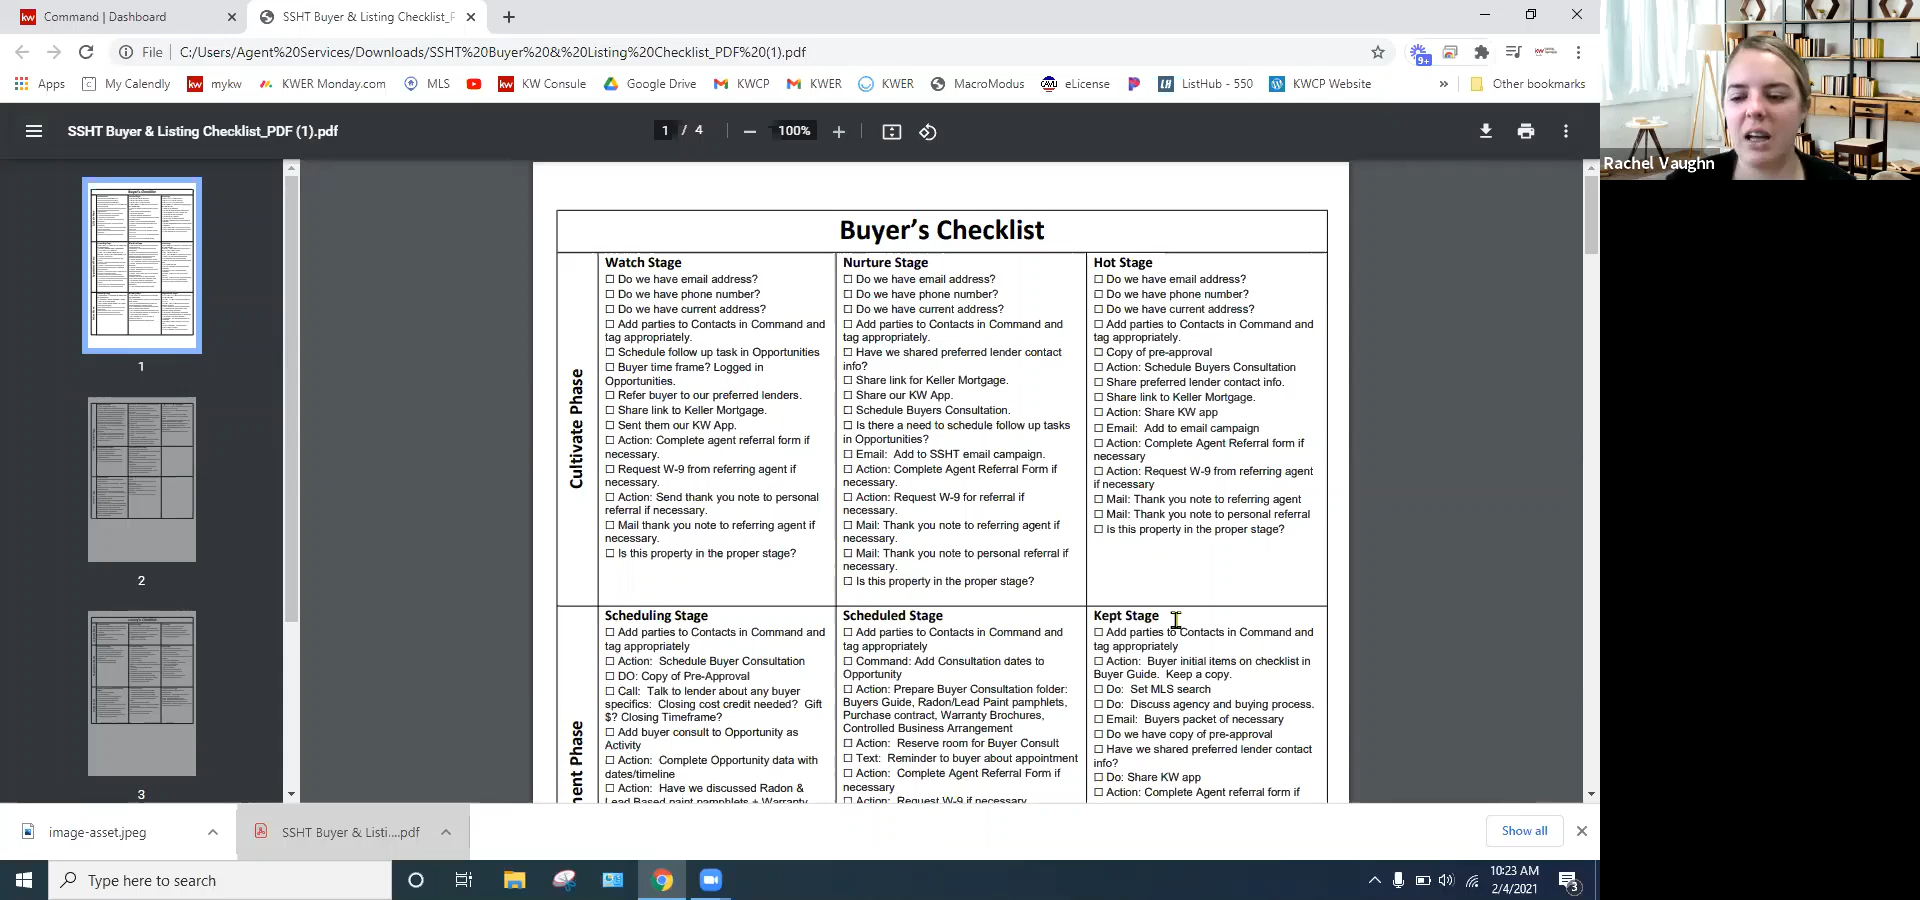 Command | Dashboard
SSHT Buyer & Listing Checklist_P
File
C:/Users/Agent%20Services/Downloads/SSHT%20Buyer%20&%20Listing%20Checklist_PDF%20(1).pdf
9+
Apps
My Calendly
mykw
KWER Monday.com
MLS
KW Consule
Google Drive
KWCP
KWER
KWER
MacroModus
eLicense
ListHub - 550
KWCP Website
»
Other bookmarks
SSHT Buyer & Listing Checklist_PDF (1).pdf
1 / 4
100%
Rachel Vaughn
1
2
3
Buyer’s Checklist
Cultivate Phase
Watch Stage
☐ Do we have email address?
☐ Do we have phone number?
☐ Do we have current address?
☐ Add parties to Contacts in Command and
tag appropriately.
☐ Schedule follow up task in Opportunities
☐ Buyer time frame? Logged in
Opportunities.
☐ Refer buyer to our preferred lenders.
☐ Share link to Keller Mortgage.
☐ Sent them our KW App.
☐ Action: Complete agent referral form if
necessary.
☐ Request W-9 from referring agent if
necessary.
☐ Action: Send thank you note to personal
referral if necessary.
☐ Mail thank you note to referring agent if
necessary.
☐ Is this property in the proper stage?
Nurture Stage
☐ Do we have email address?
☐ Do we have phone number?
☐ Do we have current address?
☐ Add parties to Contacts in Command and
tag appropriately.
☐ Have we shared preferred lender contact
info?
☐ Share link for Keller Mortgage.
☐ Share our KW App.
☐ Schedule Buyers Consultation.
☐ Is there a need to schedule follow up tasks
in Opportunities?
☐ Email: Add to SSHT email campaign.
☐ Action: Complete Agent Referral Form if
necessary.
☐ Action: Request W-9 for referral if
necessary.
☐ Mail: Thank you note to referring agent if
necessary.
☐ Mail: Thank you note to personal referral if
necessary.
☐ Is this property in the proper stage?
Hot Stage
☐ Do we have email address?
☐ Do we have phone number?
☐ Do we have current address?
☐ Add parties to Contacts in Command and
tag appropriately.
☐ Copy of pre-approval
☐ Action: Schedule Buyers Consultation
☐ Share preferred lender contact info.
☐ Share link to Keller Mortgage.
☐ Action: Share KW app
☐ Email: Add to email campaign
☐ Action: Complete Agent Referral form if
necessary
☐ Action: Request W-9 from referring agent
if necessary
☐ Mail: Thank you note to referring agent
☐ Mail: Thank you note to personal referral
☐ Is this property in the proper stage?
nent Phase
Scheduling Stage
☐ Add parties to Contacts in Command and
tag appropriately
☐ Action: Schedule Buyer Consultation
☐ DO: Copy of Pre-Approval
☐ Call: Talk to lender about any buyer
specifics: Closing cost credit needed? Gift
$? Closing Timeframe?
☐ Add buyer consult to Opportunity as
Activity
☐ Action: Complete Opportunity data with
dates/timeline
☐ Action: Have we discussed Radon &
Lead Based paint pamphlets + Warranty
Scheduled Stage
☐ Add parties to Contacts in Command and
tag appropriately
☐ Command: Add Consultation dates to
Opportunity
☐ Action: Prepare Buyer Consultation folder:
Buyers Guide, Radon/Lead Paint pamphlets,
Purchase contract, Warranty Brochures,
Controlled Business Arrangement
☐ Action: Reserve room for Buyer Consult
☐ Text: Reminder to buyer about appointment
☐ Action: Complete Agent Referral Form if
necessary
☐ Action: Request W-9 if necessary
Kept Stage
☐ Add parties to Contacts in Command and
tag appropriately
☐ Action: Buyer initial items on checklist in
Buyer Guide. Keep a copy.
☐ Do: Set MLS search
☐ Do: Discuss agency and buying process.
☐ Email: Buyers packet of necessary
☐ Do we have copy of pre-approval
☐ Have we shared preferred lender contact
info?
☐ Do: Share KW app
☐ Action: Complete Agent referral form if
image-asset.jpeg
SSHT Buyer & Listi....pdf
Show all
Type here to search
10:23 AM
2/4/2021
3